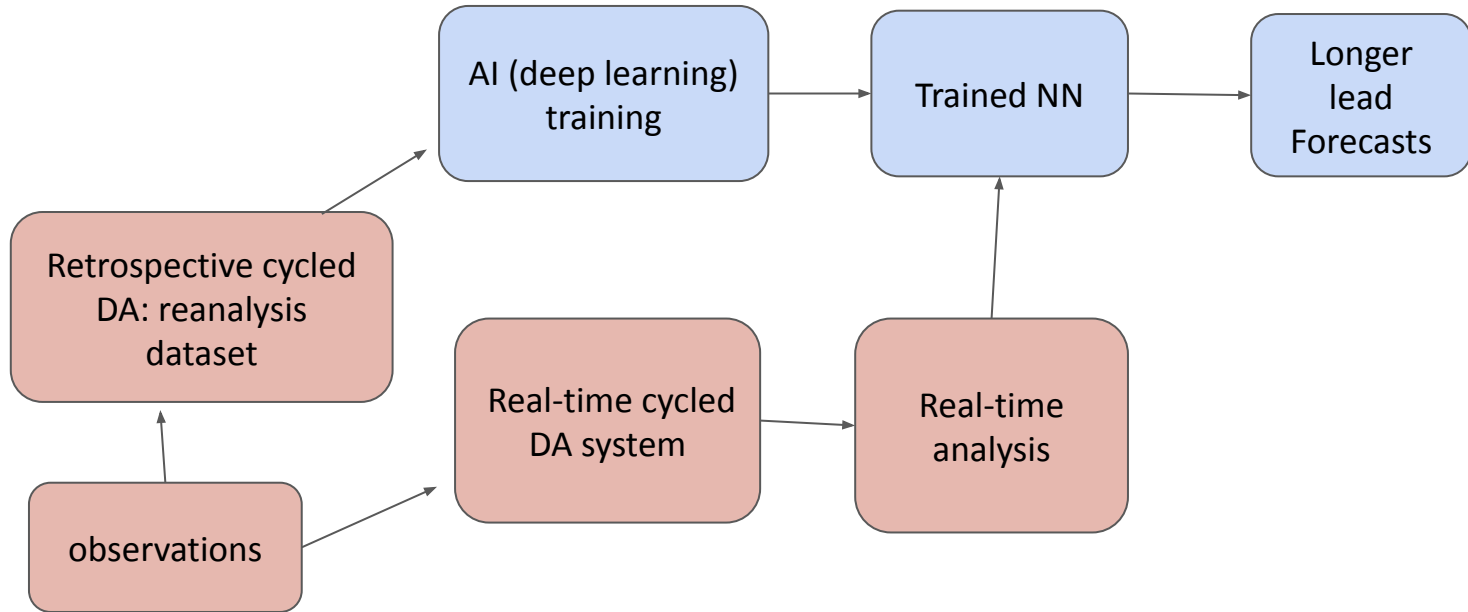 AI (deep learning)
training
Trained NN
Longer
lead
Forecasts
Retrospective cycled
DA: reanalysis
dataset
Real-time cycled
DA system
Real-time
analysis
observations